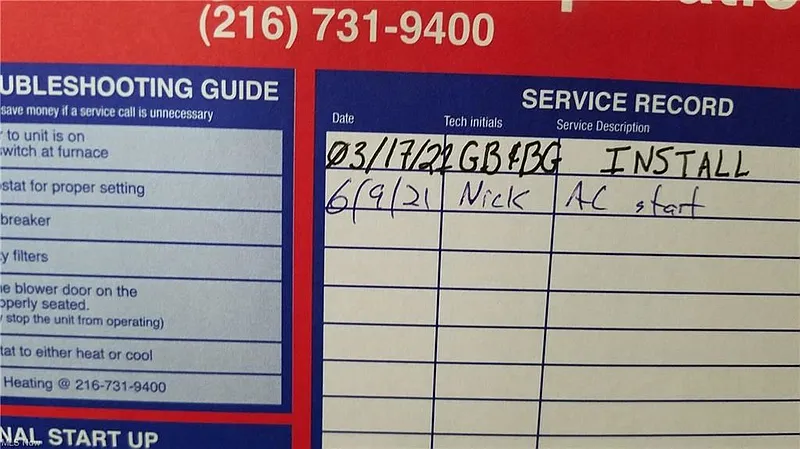 (216) 731-9400
UBLESHOOTING GUIDE
save money if a service call is unnecessary
to unit is on
witch at furnace
stat for proper setting
breaker
y filters
e blower door on the
operly seated.
stop the unit from operating)
tat to either heat or cool
Heating @ 216-731-9400
NAL START UP
SERVICE RECORD
Date Tech initials Service Description
03/17/21 GB &BG INSTALL
6/9/21 Nick AC start
MLS Now